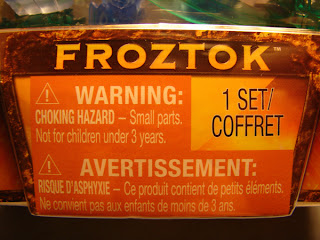 FROZTOK™
⚠ WARNING:
CHOKING HAZARD – Small parts.
Not for children under 3 years.
1 SET/
COFFRET
⚠ AVERTISSEMENT:
RISQUE D'ASPHYXIE – Ce produit contient de petits éléments.
Ne convient pas aux enfants de moins de 3 ans.